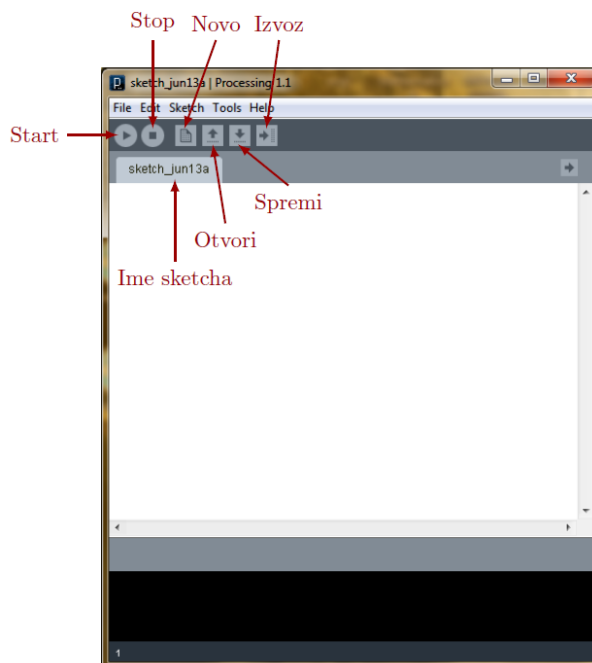 Stop Novo Izvoz
sketch_jun13a | Processing 1.1
File Edit Sketch Tools Help
Start
sketch_jun13a
Spremi
Otvori
Ime sketcha
1